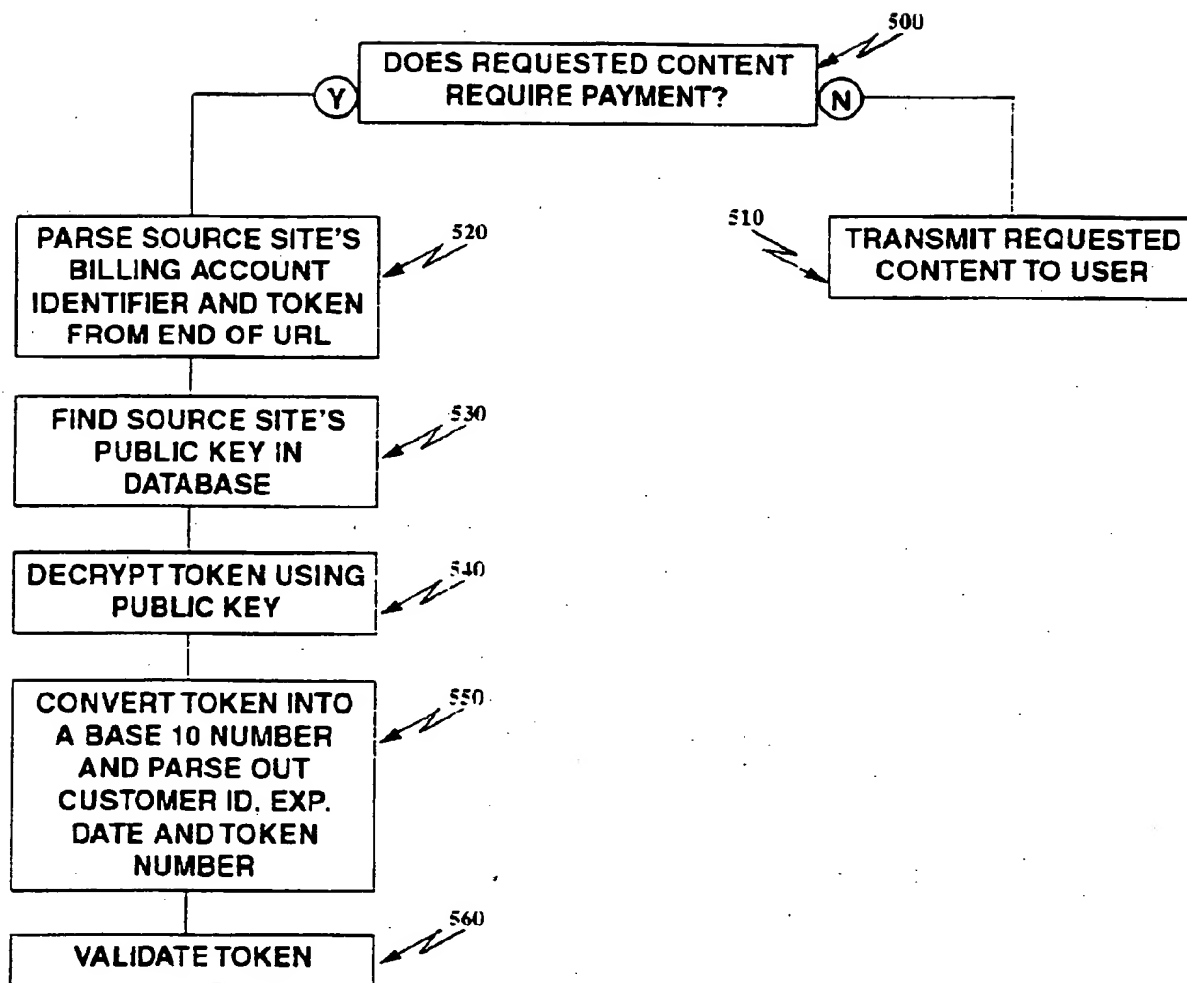 500
DOES REQUESTED CONTENT
REQUIRE PAYMENT?
Y
N
PARSE SOURCE SITE'S
BILLING ACCOUNT
IDENTIFIER AND TOKEN
FROM END OF URL
520
510
TRANSMIT REQUESTED
CONTENT TO USER
FIND SOURCE SITE'S
PUBLIC KEY IN
DATABASE
530
DECRYPT TOKEN USING
PUBLIC KEY
540
CONVERT TOKEN INTO
A BASE 10 NUMBER
AND PARSE OUT
CUSTOMER ID, EXP.
DATE AND TOKEN
NUMBER
550
VALIDATE TOKEN
560